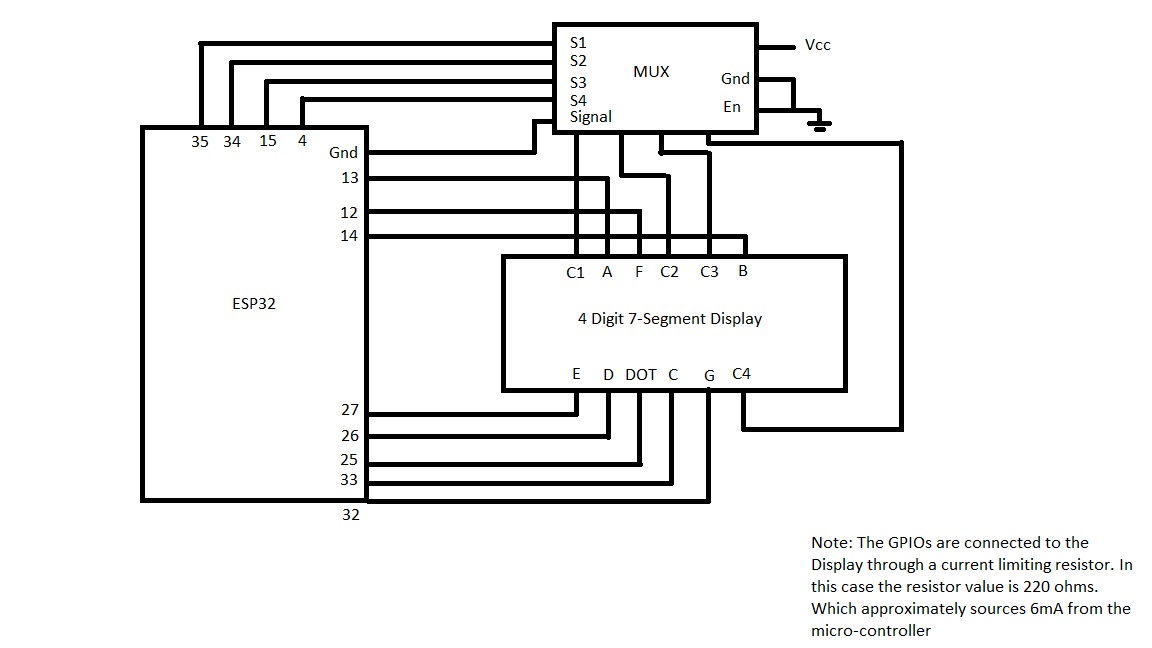 S1
S2
S3
S4
Signal
MUX
Vcc
Gnd
En
35 34 15 4
Gnd
13
12
14
ESP32
27
26
25
33
32
C1 A F C2 C3 B
4 Digit 7-Segment Display
E D DOT C G C4
Note: The GPIOs are connected to the
Display through a current limiting resistor. In
this case the resistor value is 220 ohms.
Which approximately sources 6mA from the
micro-controller